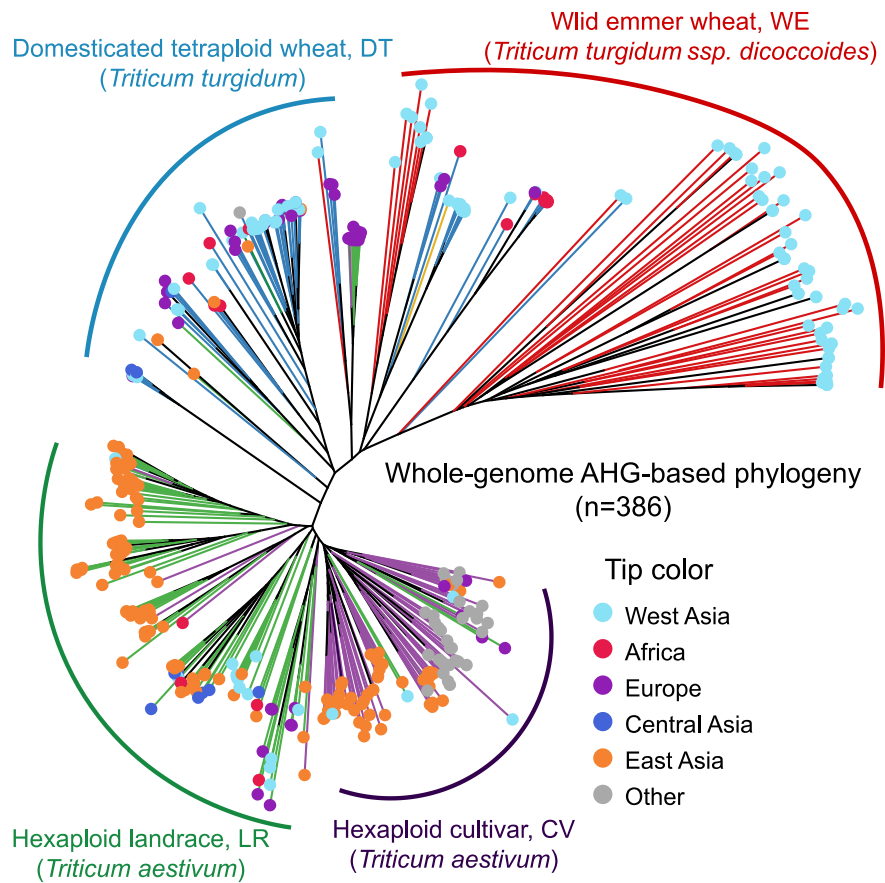 Wlid emmer wheat, WE
(Triticum turgidum ssp. dicoccoides)
Domesticated tetraploid wheat, DT
(Triticum turgidum)
Whole-genome AHG-based phylogeny
(n=386)
Tip color
West Asia
Africa
Europe
Central Asia
East Asia
Other
Hexaploid landrace, LR
(Triticum aestivum)
Hexaploid cultivar, CV
(Triticum aestivum)